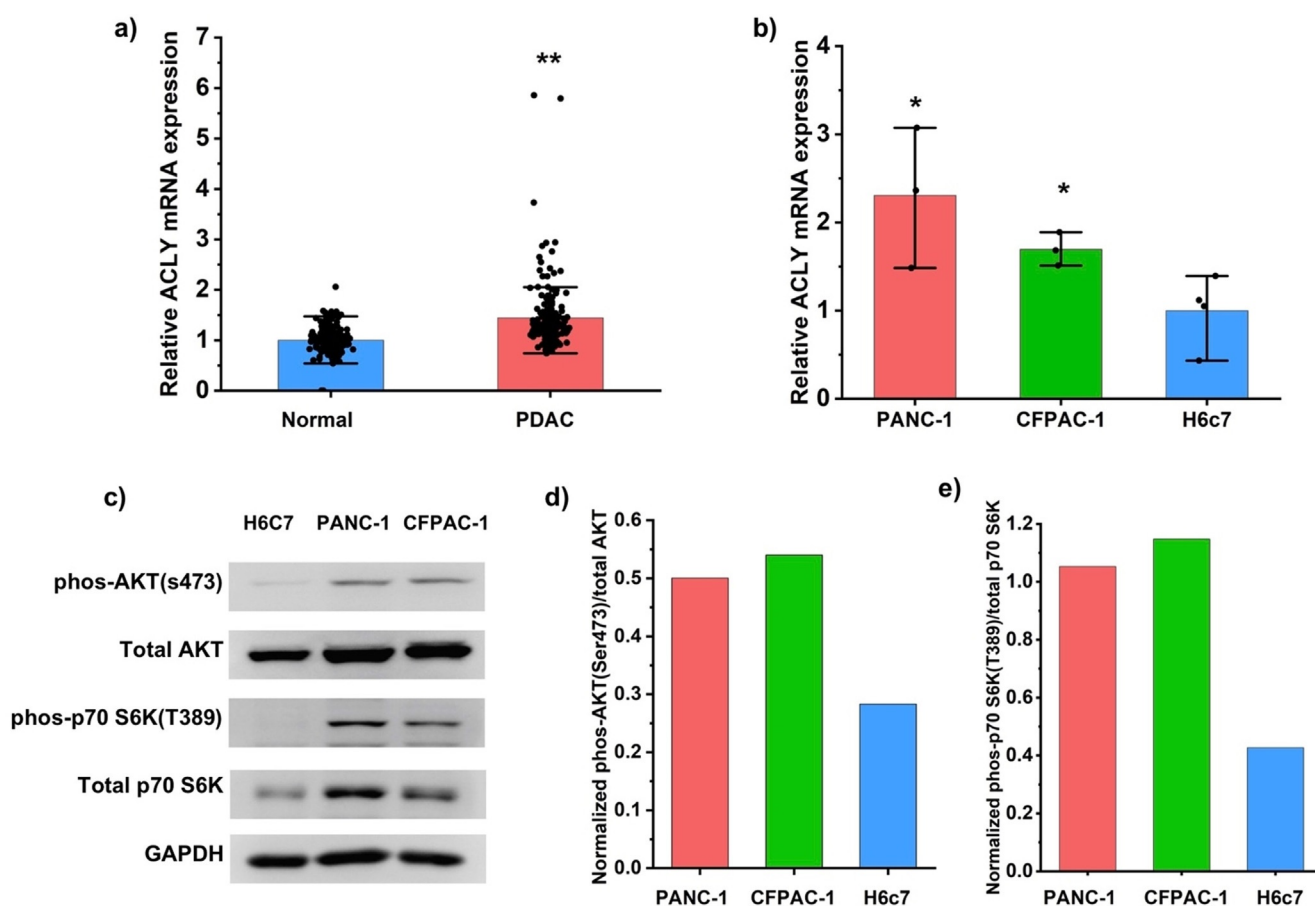 a)
Relative ACLY mRNA expression
7
6
5
4
3
2
1
0
**
Normal
PDAC
b)
Relative ACLY mRNA expression
4
3
2
1
0
*
*
PANC-1
CFPAC-1
H6c7
c)
H6C7 PANC-1 CFPAC-1
phos-AKT(s473)
Total AKT
phos-p70 S6K(T389)
Total p70 S6K
GAPDH
d)
Normalized phos-AKT(Ser473)/total AKT
0.6
0.5
0.4
0.3
0.2
0.1
0.0
PANC-1
CFPAC-1
H6c7
e)
Normalized phos-p70 S6K(T389)/total p70 S6K
1.2
1.0
0.8
0.6
0.4
0.2
0.0
PANC-1
CFPAC-1
H6c7